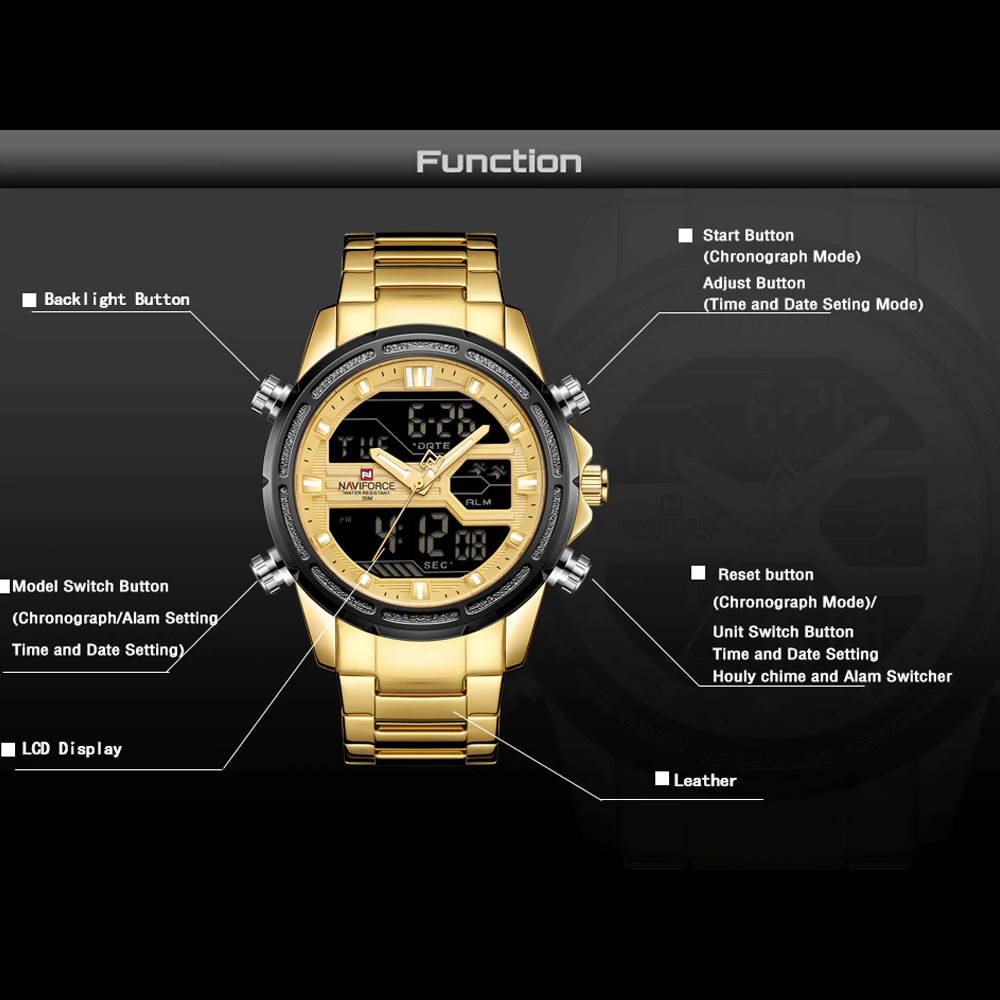 Function
Start Button
(Chronograph Mode)
Adjust Button
(Time and Date Seting Mode)
Backlight Button
6-26
TUE
*DATE
NAVIFORCE
WATER RESISTANT
30M
ALM
PM
4:12 08
SEC*
Model Switch Button
(Chronograph/Alam Setting
Time and Date Setting)
Reset button
(Chronograph Mode)/
Unit Switch Button
Time and Date Setting
Houly chime and Alam Switcher
LCD Display
Leather